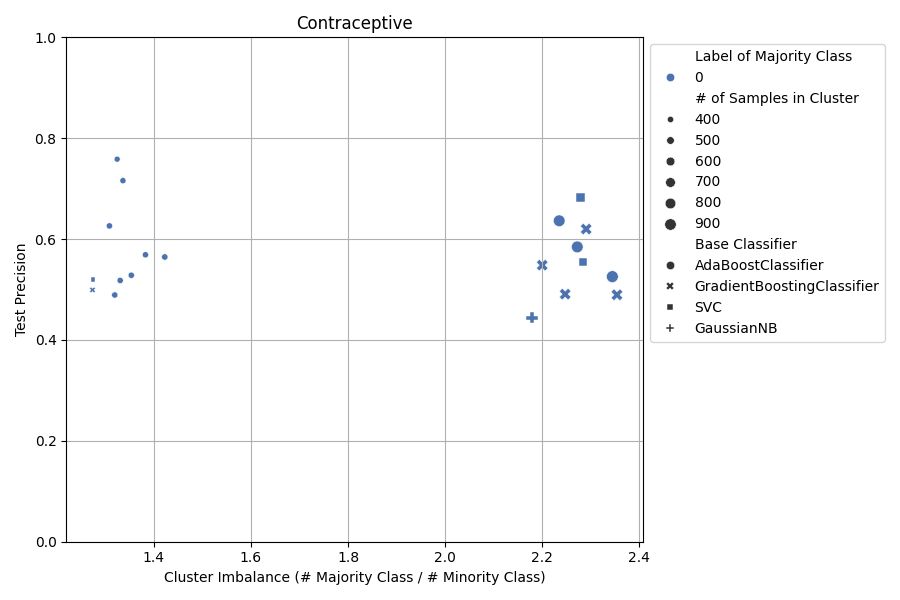 Contraceptive
1.0
0.8
0.6
0.4
0.2
0.0
Test Precision
1.4
1.6
1.8
2.0
2.2
2.4
Cluster Imbalance (# Majority Class / # Minority Class)
Label of Majority Class
0
# of Samples in Cluster
400
500
600
700
800
900
Base Classifier
AdaBoostClassifier
GradientBoostingClassifier
SVC
GaussianNB